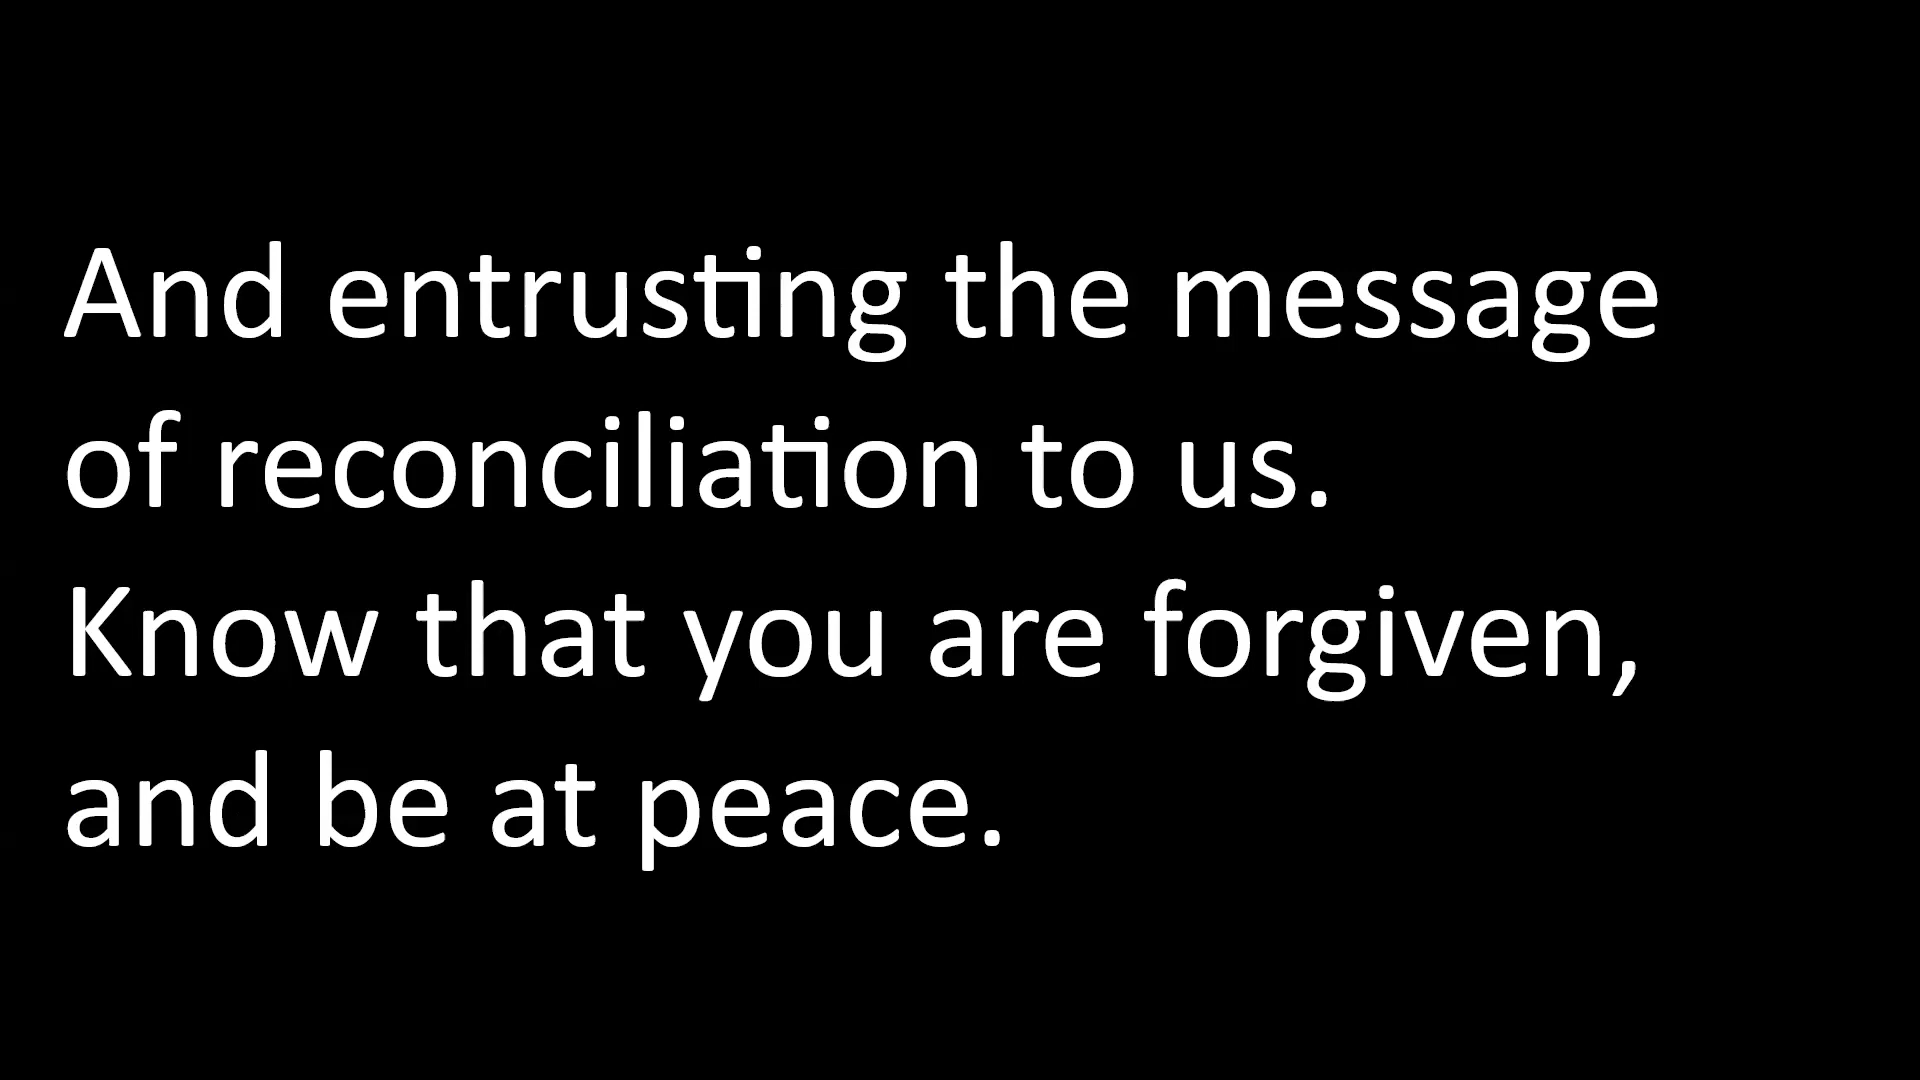 And entrusting the message
of reconciliation to us.
Know that you are forgiven,
and be at peace.